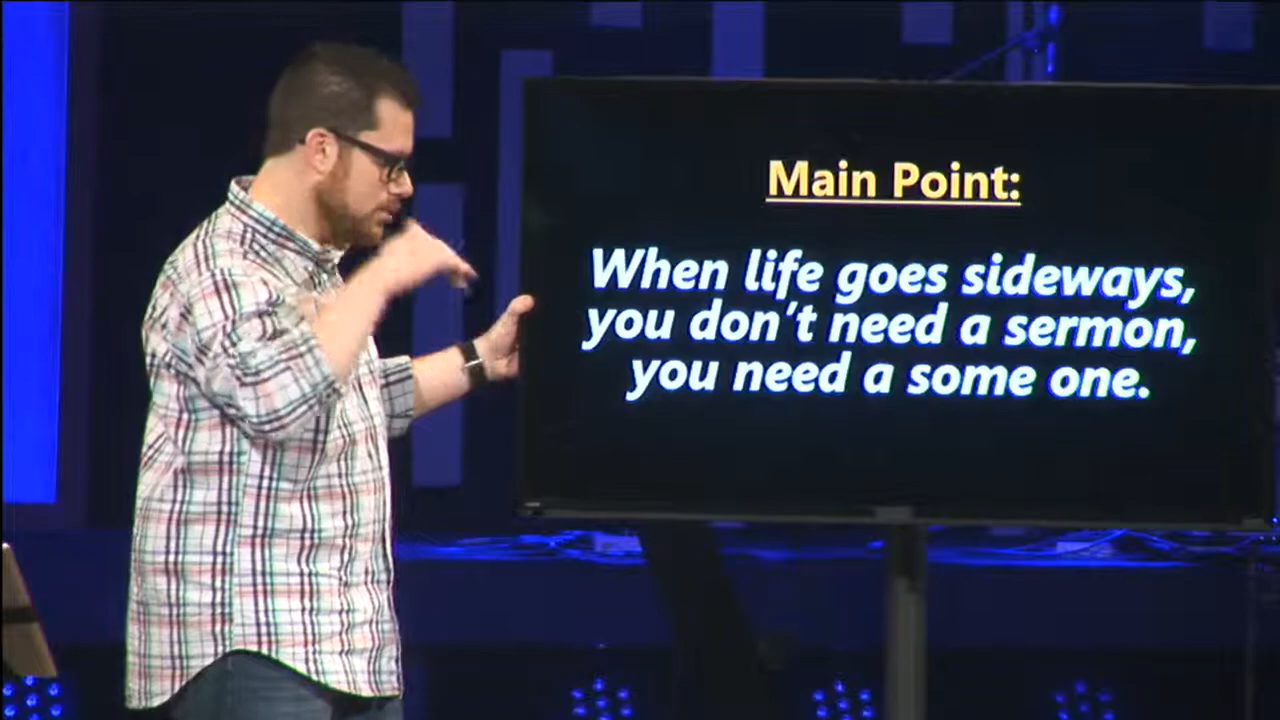 Main Point:
When life goes sideways,
you don't need a sermon,
you need a some one.